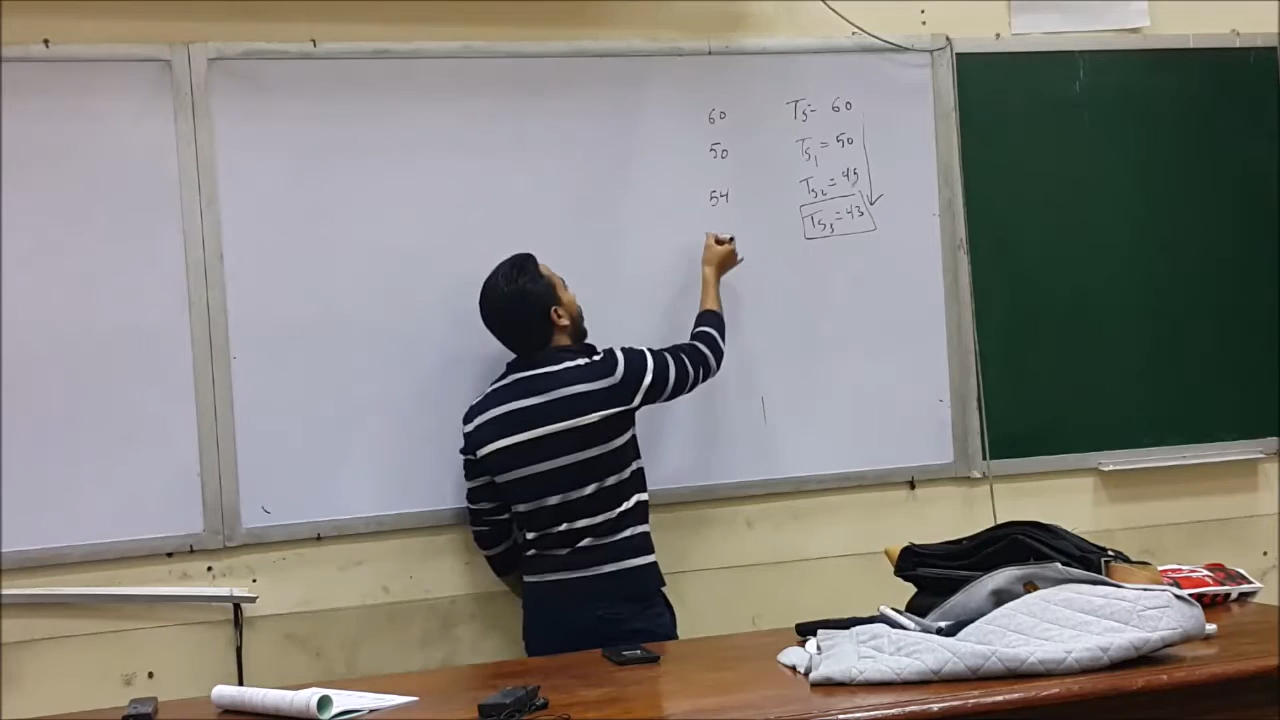 60 Ts= 60
50 Ts1 = 50
54 Ts2 = 45
Ts3 = 43